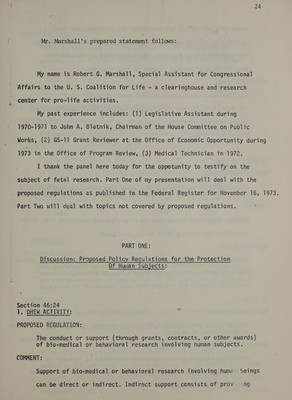 24
Mr. Marshall's prepared statement follows:
My name is Robert G. Marshall, Special Assistant for Congressional
Affairs to the U. S. Coalition for Life - a clearinghouse and research
center for pro-life activities.
My past experience includes: (1) Legislative Assistant during
1970-1971 to John A. Blatnik, Chairman of the House Committee on Public
Works, (2) GS-11 Grant Reviewer at the Office of Economic Opportunity during
1973 in the Office of Program Review, (3) Medical Technician in 1972.
I thank the panel here today for the oppotunity to testify on the
subject of fetal research. Part One of my presentation will deal with the
proposed regulations as published in the Federal Register for November 16, 1973.
Part Two will deal with topics not covered by proposed regulations.
PART ONE:
Discussion: Proposed Policy Regulations for the Protection
Of Human Subjects:
Section 46:24
1. DHEW ACTIVITY:
PROPOSED REGULATION:
The conduct or support (through grants, contracts, or other awards)
of bio-medical or behavioral research involving human subjects.
COMMENT:
Support of bio-medical or behavioral research involving human beings
can be direct or indirect. Indirect support consists of